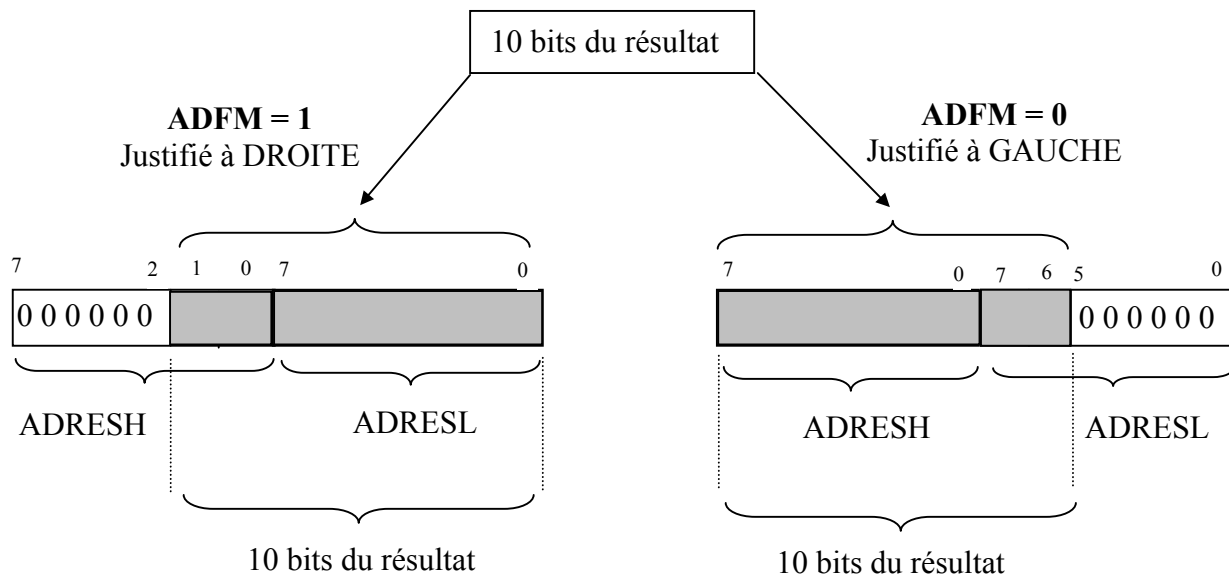 10 bits du résultat
ADFM = 1
Justifié à DROITE
ADFM = 0
Justifié à GAUCHE
7 2 1 0 7 0
7 0 7 6 5 0
0 0 0 0 0 0
0 0 0 0 0 0
ADRESH
ADRESL
ADRESH
ADRESL
10 bits du résultat
10 bits du résultat